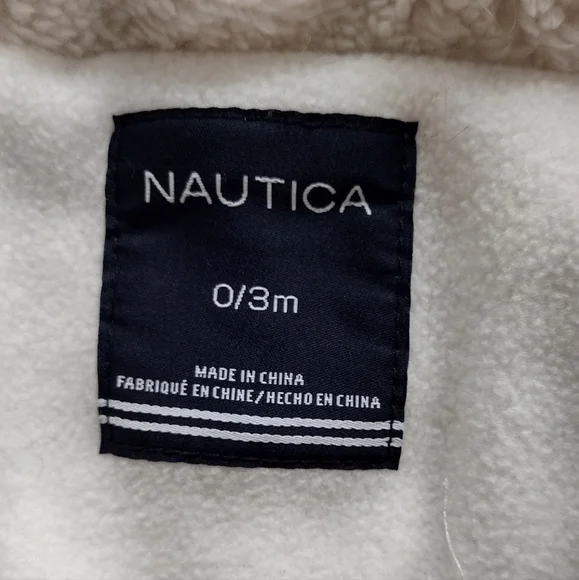 NAUTICA
0/3m
MADE IN CHINA
FABRIQUÉ EN CHINE/HECHO EN CHINA